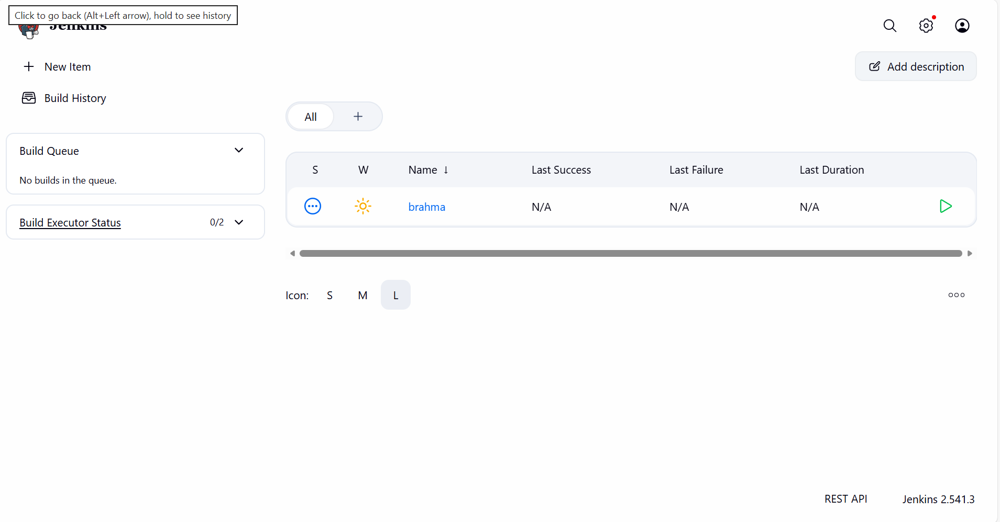 Click to go back (Alt+Left arrow), hold to see history
Jenkins
New Item
Add description
Build History
All
Build Queue
No builds in the queue.
Build Executor Status 0/2
S W Name ↓ Last Success Last Failure Last Duration
brahma N/A N/A N/A
Icon: S M L
REST API Jenkins 2.541.3